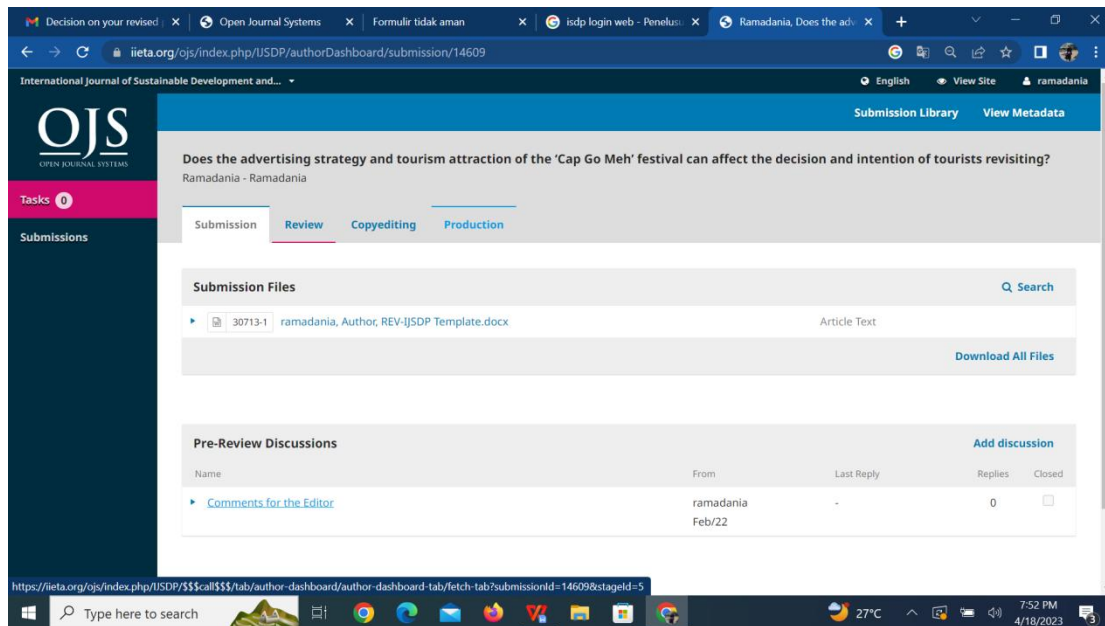 Decision on your revised
Open Journal Systems
Formulir tidak aman
isdp login web - Penelusu
Ramadania, Does the adv
iieta.org/ojs/index.php/IJSDP/authorDashboard/submission/14609
International Journal of Sustainable Development and...
English View Site ramadania
OJS
OPEN JOURNAL SYSTEMS
Submission Library View Metadata
Does the advertising strategy and tourism attraction of the ‘Cap Go Meh’ festival can affect the decision and intention of tourists revisiting?
Ramadania - Ramadania
Tasks 0
Submissions
Submission Review Copyediting Production
Submission Files Search
30713-1 ramadania, Author, REV-IJSDP Template.docx Article Text
Download All Files
Pre-Review Discussions Add discussion
Name From Last Reply Replies Closed
Comments for the Editor ramadania - 0
Feb/22
https://iieta.org/ojs/index.php/IJSDP/$$$call$$$/tab/author-dashboard/author-dashboard-tab/fetch-tab?submissionId=14609&stageId=5
Type here to search
27°C
7:52 PM
4/18/2023
3